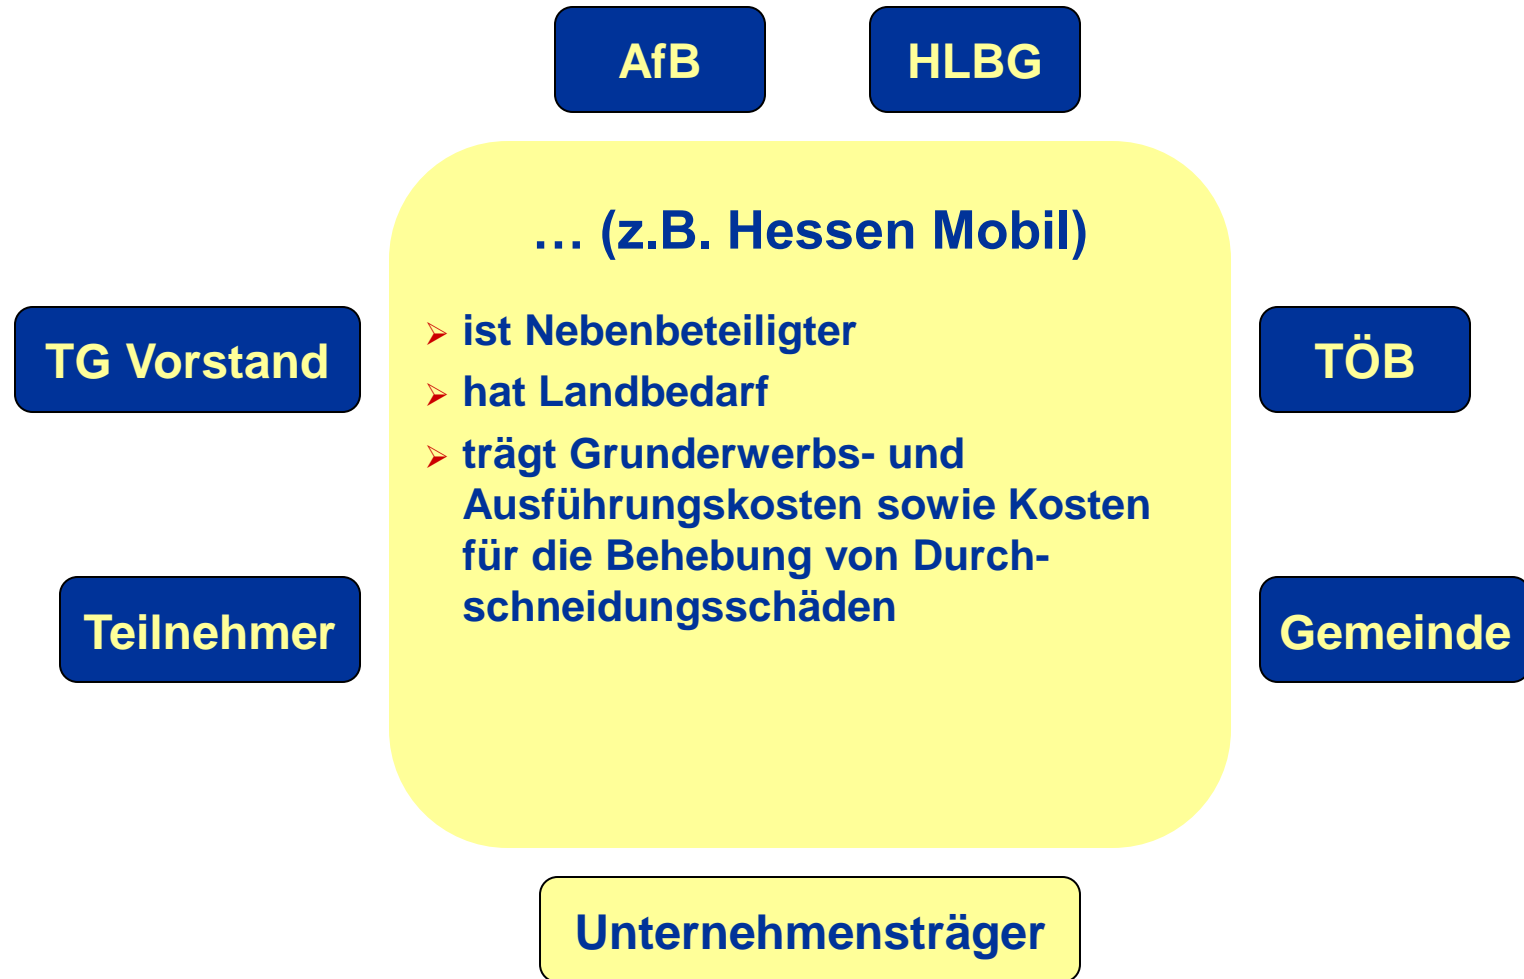 AfB
HLBG
… (z.B. Hessen Mobil)
TG Vorstand
➢ ist Nebenbeteiligter
➢ hat Landbedarf
➢ trägt Grunderwerbs- und
Ausführungskosten sowie Kosten
für die Behebung von Durch-
schneidungsschäden
TÖB
Teilnehmer
Gemeinde
Unternehmensträger